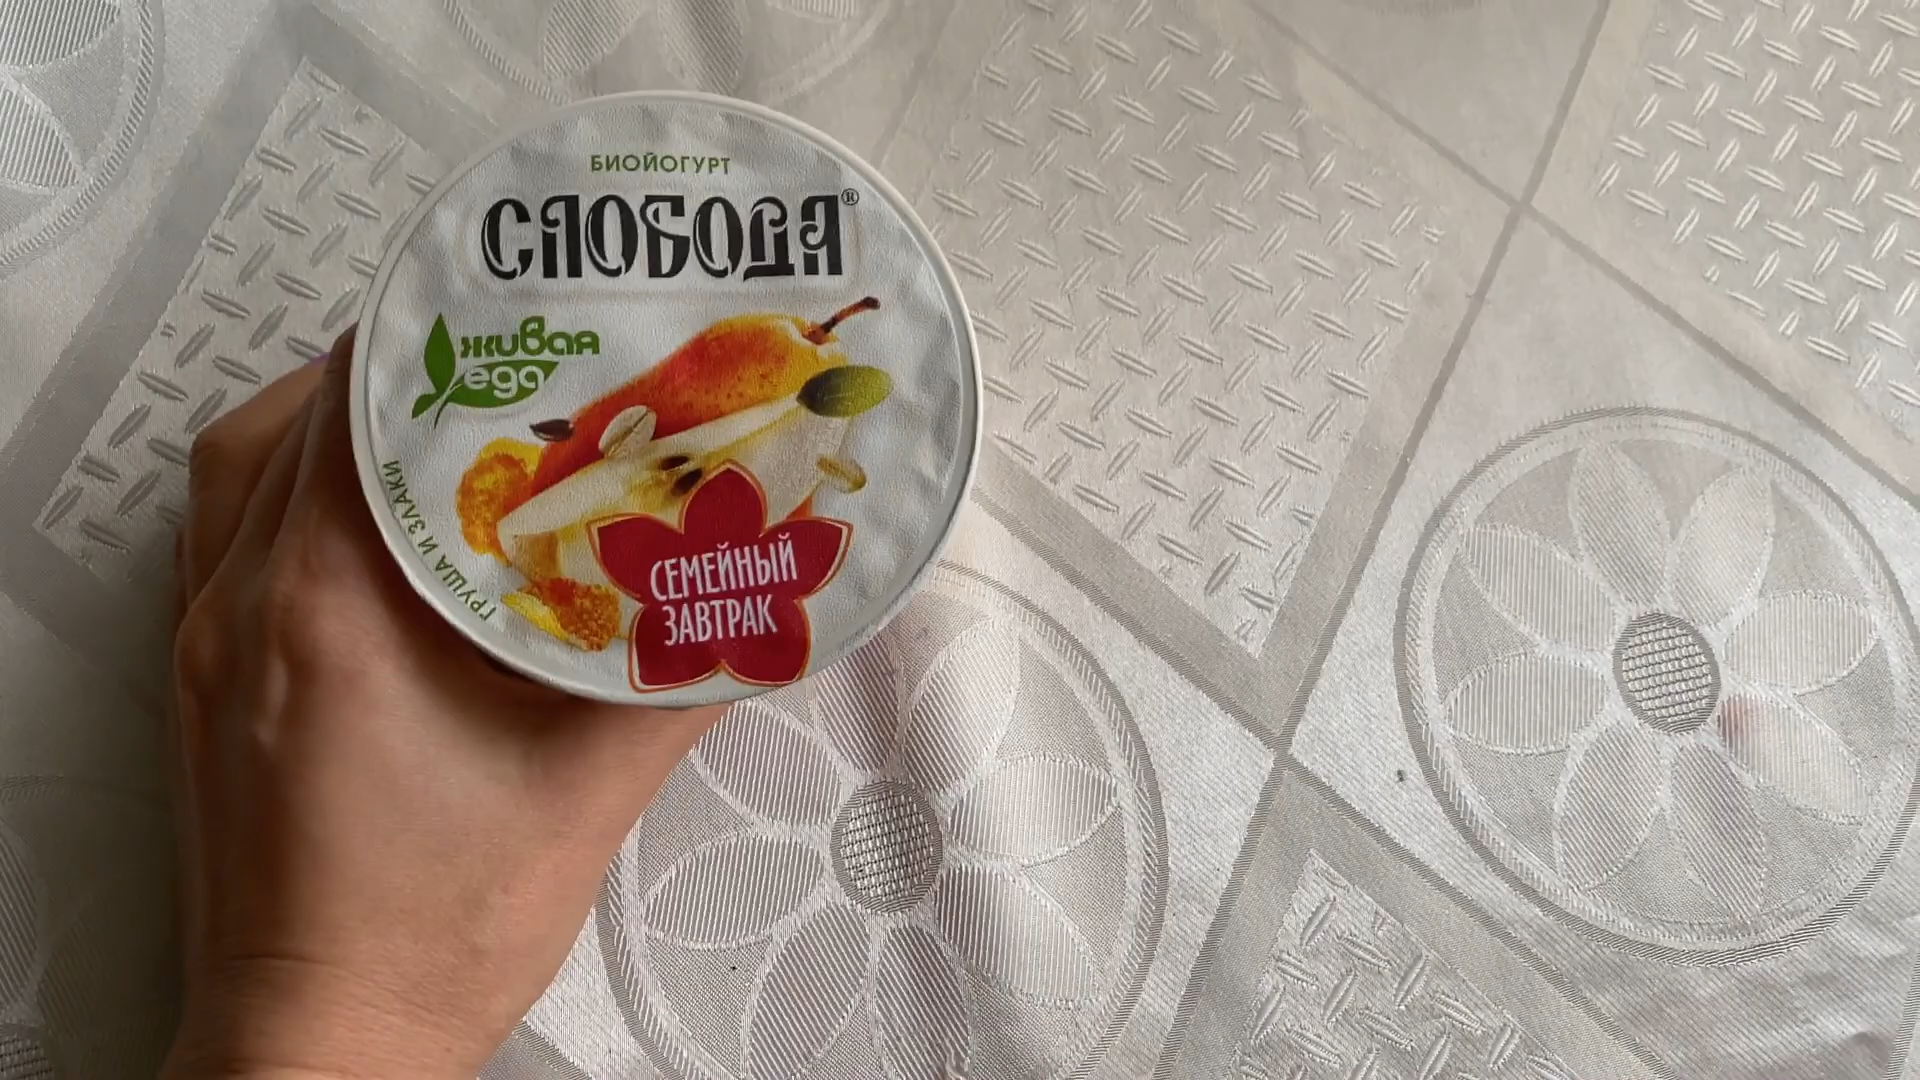 БИОЙОГУРТ
СЛОБОДА®
живая
еда
ГРУША И ЗЛАКИ
СЕМЕЙНЫЙ
ЗАВТРАК